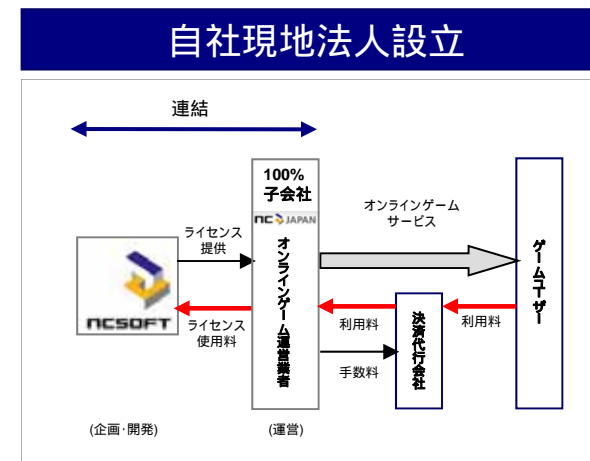 自社現地法人設立
連結
100%
子会社
nc JAPAN
オンラインゲーム運営業者
ライセンス
提供
ncsoft
ライセンス
使用料
オンラインゲーム
サービス
ゲームユーザー
利用料
決済代行会社
利用料
手数料
(企画・開発)
(運営)